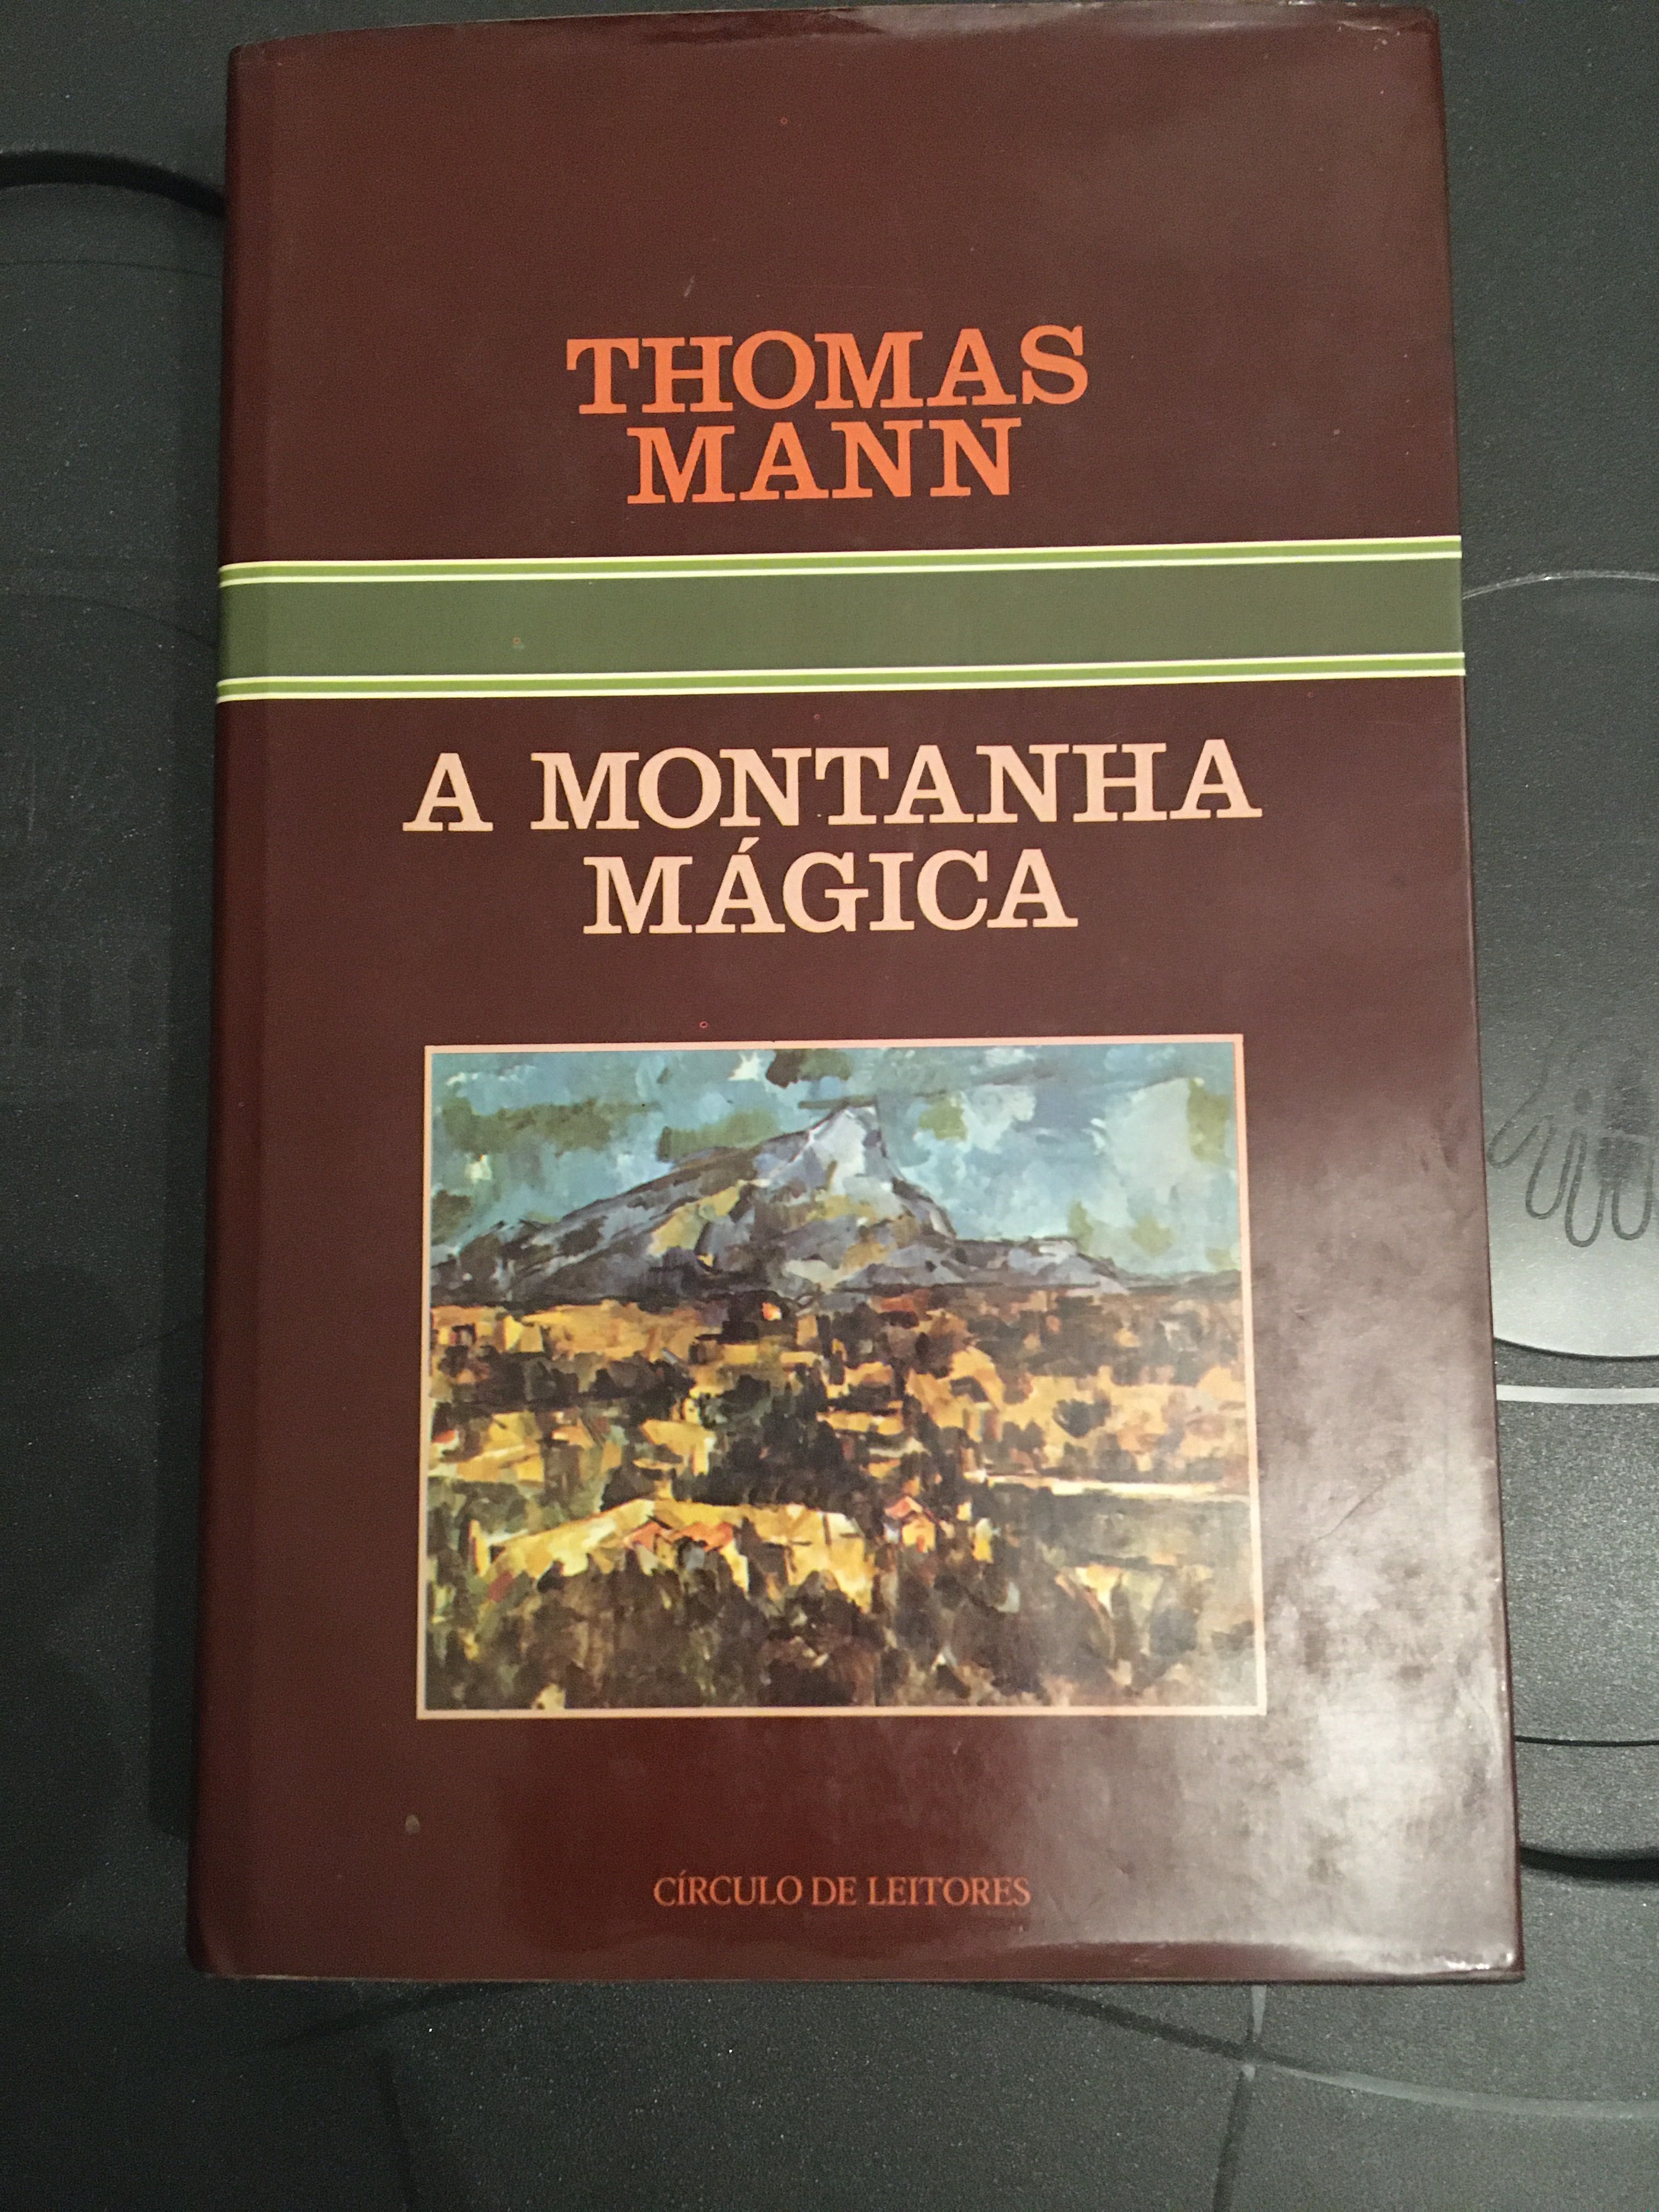 THOMAS
MANN
A MONTANHA
MÁGICA
CÍRCULO DE LEITORES